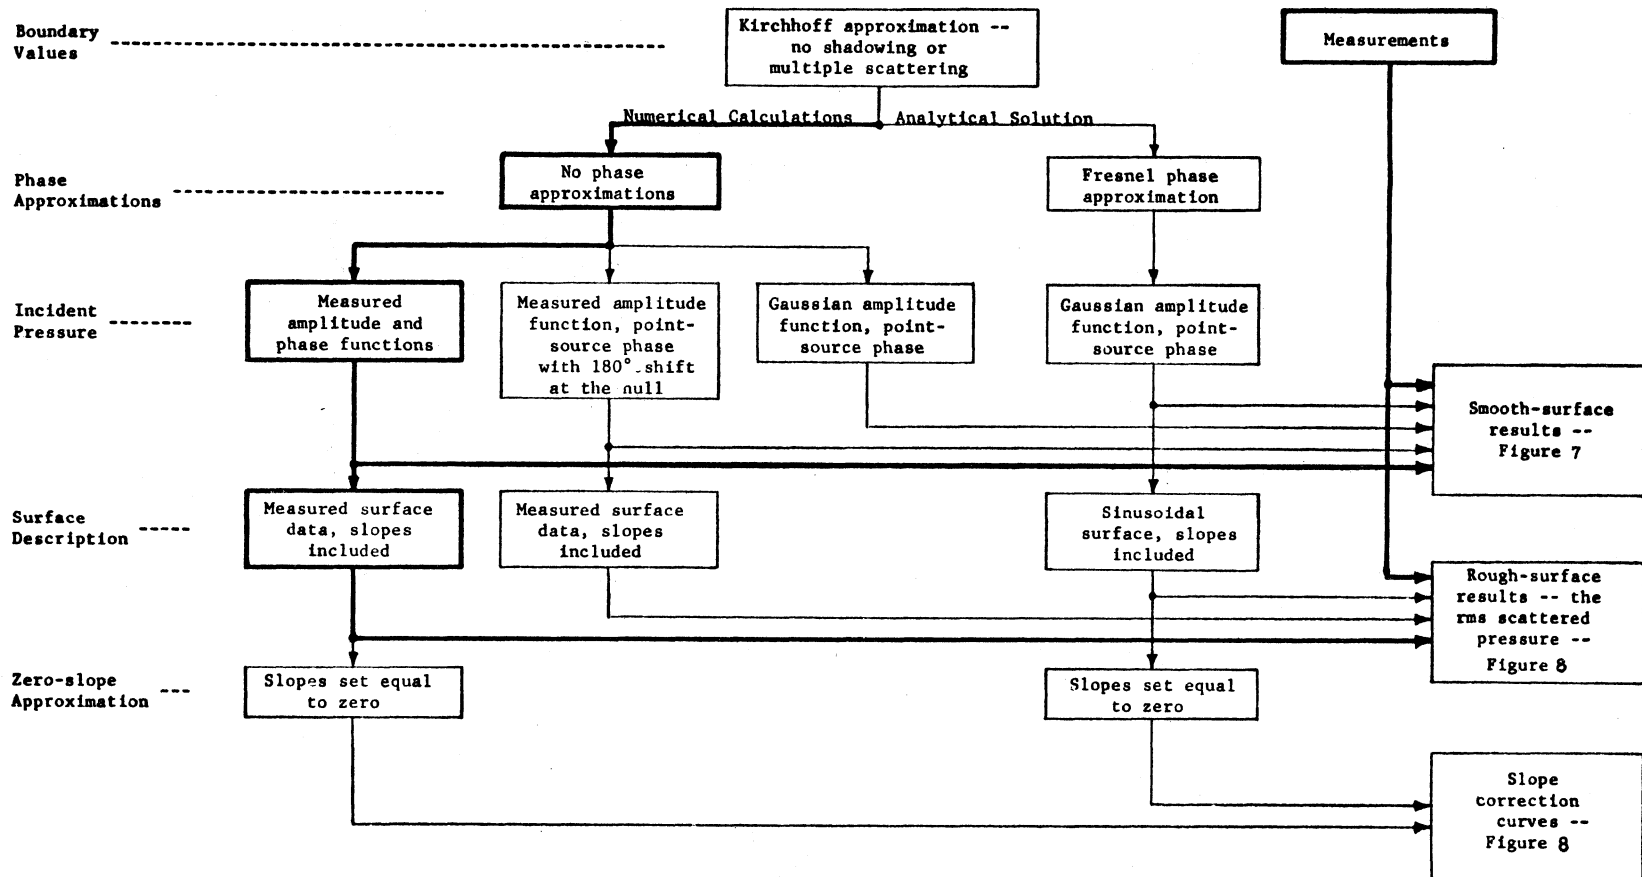 Boundary
Values
Kirchhoff approximation --
no shadowing or
multiple scattering
Measurements
Numerical Calculations
Analytical Solution
Phase
Approximations
No phase
approximations
Fresnel phase
approximation
Incident
Pressure
Measured
amplitude and
phase functions
Measured amplitude
function, point-
source phase
with 180° shift
at the null
Gaussian amplitude
function, point-
source phase
Gaussian amplitude
function, point-
source phase
Smooth-surface
results --
Figure 7
Surface
Description
Measured surface
data, slopes
included
Measured surface
data, slopes
included
Sinusoidal
surface, slopes
included
Rough-surface
results -- the
rms scattered
pressure --
Figure 8
Zero-slope
Approximation
Slopes set equal
to zero
Slopes set equal
to zero
Slope
correction
curves --
Figure 8